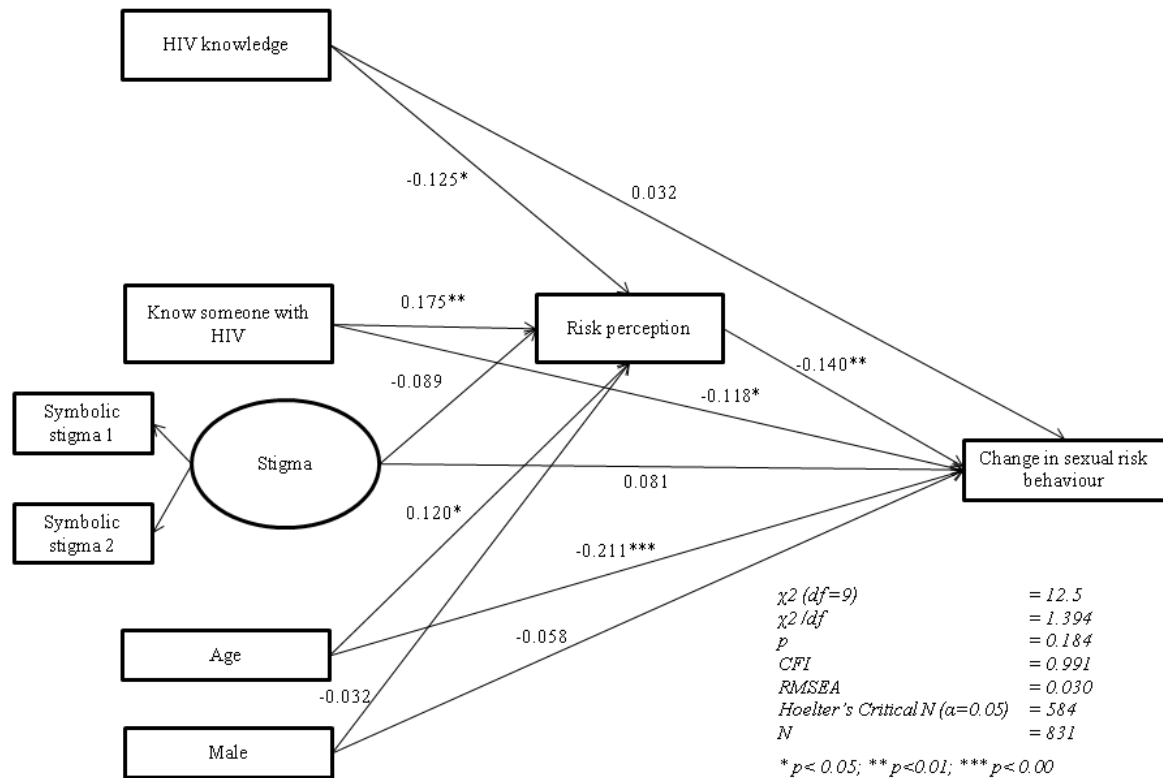 HIV knowledge
-0.125*
0.032
Know someone with
HIV
0.175**
Risk perception
-0.089
-0.140**
-0.118*
Symbolic
stigma 1
Stigma
Change in sexual risk
behaviour
0.081
Symbolic
stigma 2
0.120*
-0.211***
Age
-0.058
-0.032
Male
χ2 (df=9) = 12.5
χ2 /df = 1.394
p = 0.184
CFI = 0.991
RMSEA = 0.030
Hoelter's Critical N (α=0.05) = 584
N = 831
* p< 0.05; ** p<0.01; *** p< 0.00